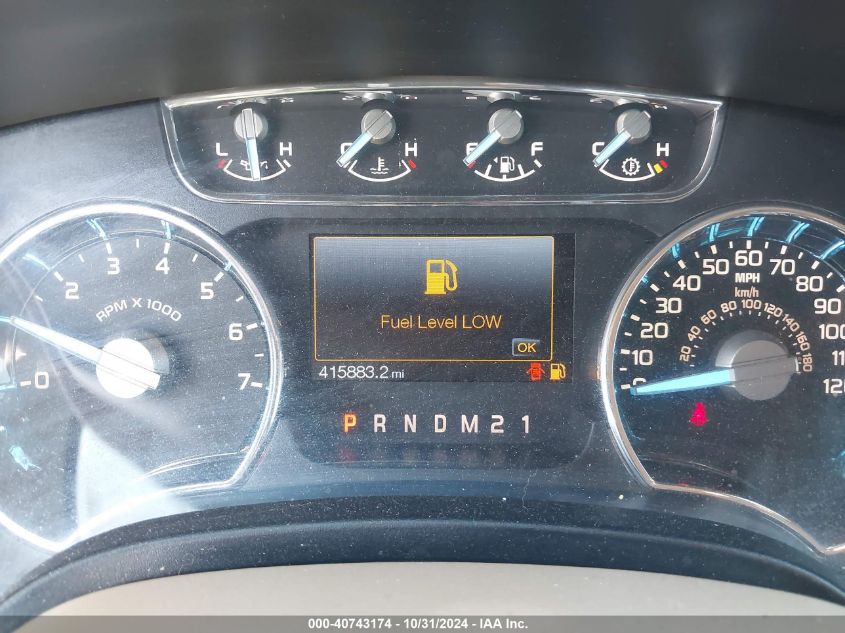 L H C H E F C H
0 1 2 3 4 5 6 7
RPM X 1000
Fuel Level LOW
OK
415883.2 mi
P R N D M 2 1
0 10 20 30 40 50 60 70 80 90 100 120
MPH
km/h
20 40 60 80 100 120 140 160 180
000-40743174 - 10/31/2024 - IAA Inc.